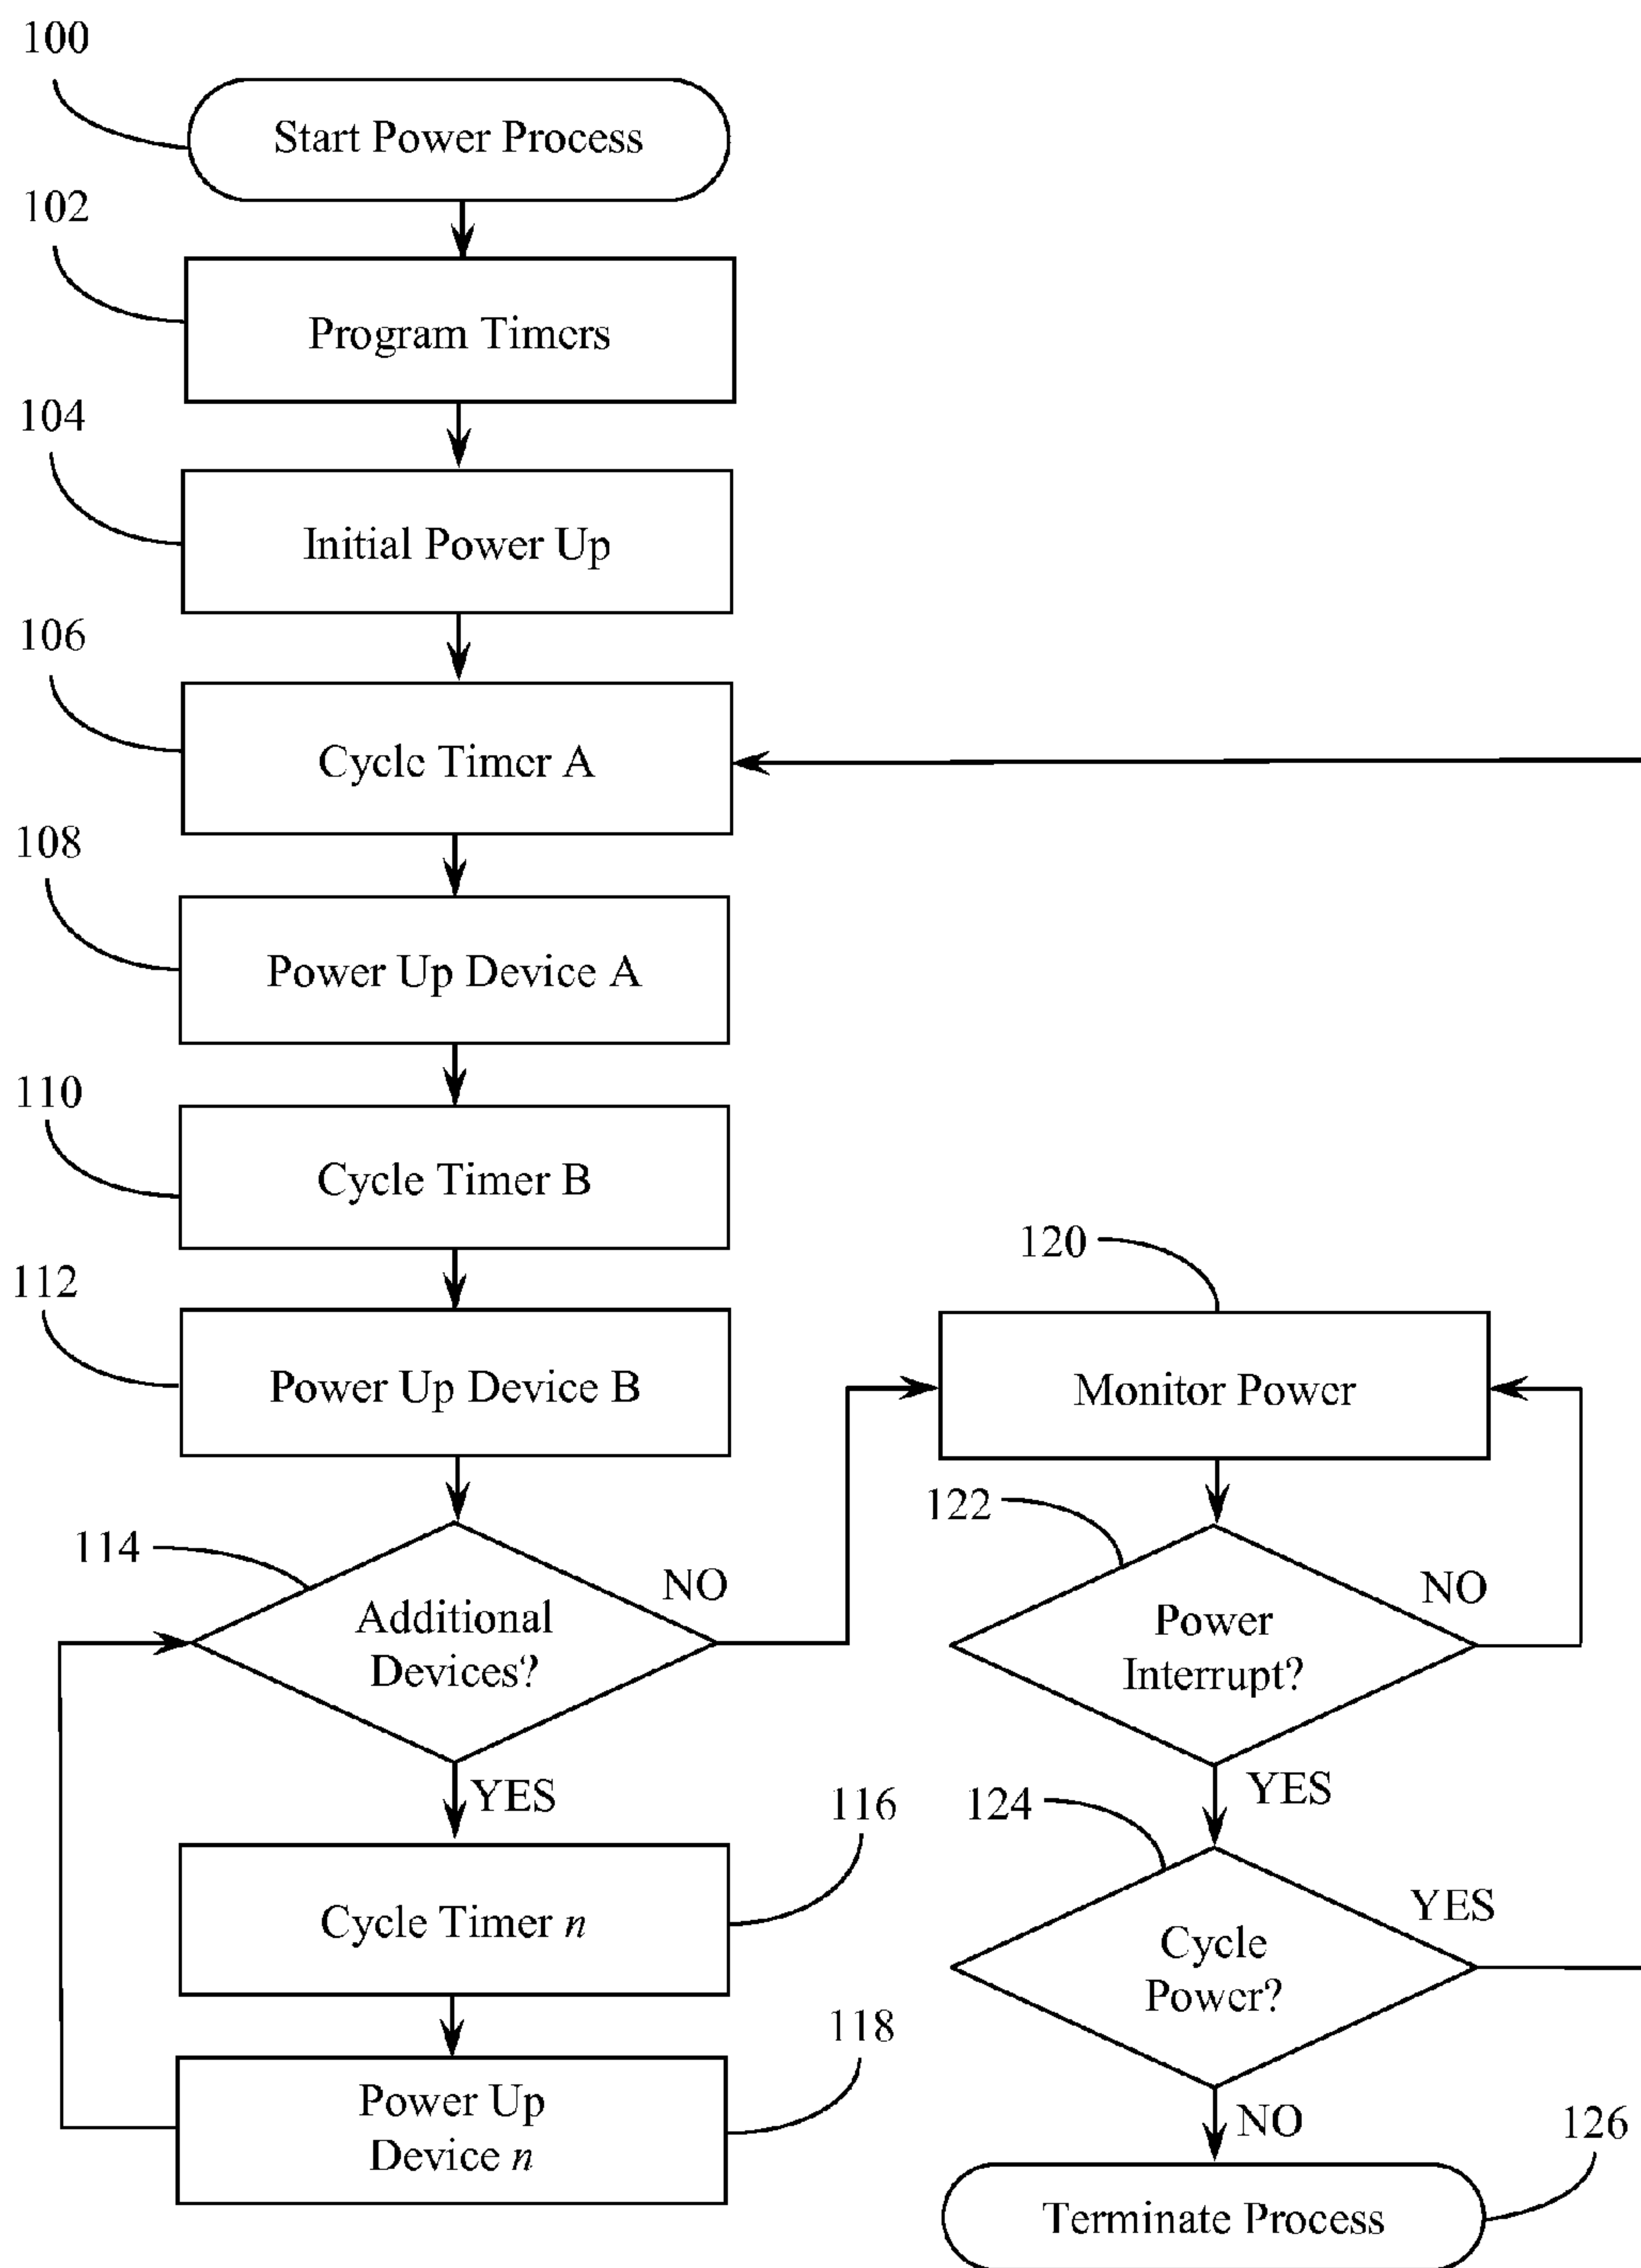 100
Start Power Process
102
Program Timers
104
Initial Power Up
106
Cycle Timer A
108
Power Up Device A
110
Cycle Timer B
112
Power Up Device B
114
Additional
Devices?
NO
YES
116
Cycle Timer n
118
Power Up
Device n
120
Monitor Power
122
Power
Interrupt?
NO
YES
124
Cycle
Power?
YES
NO
126
Terminate Process